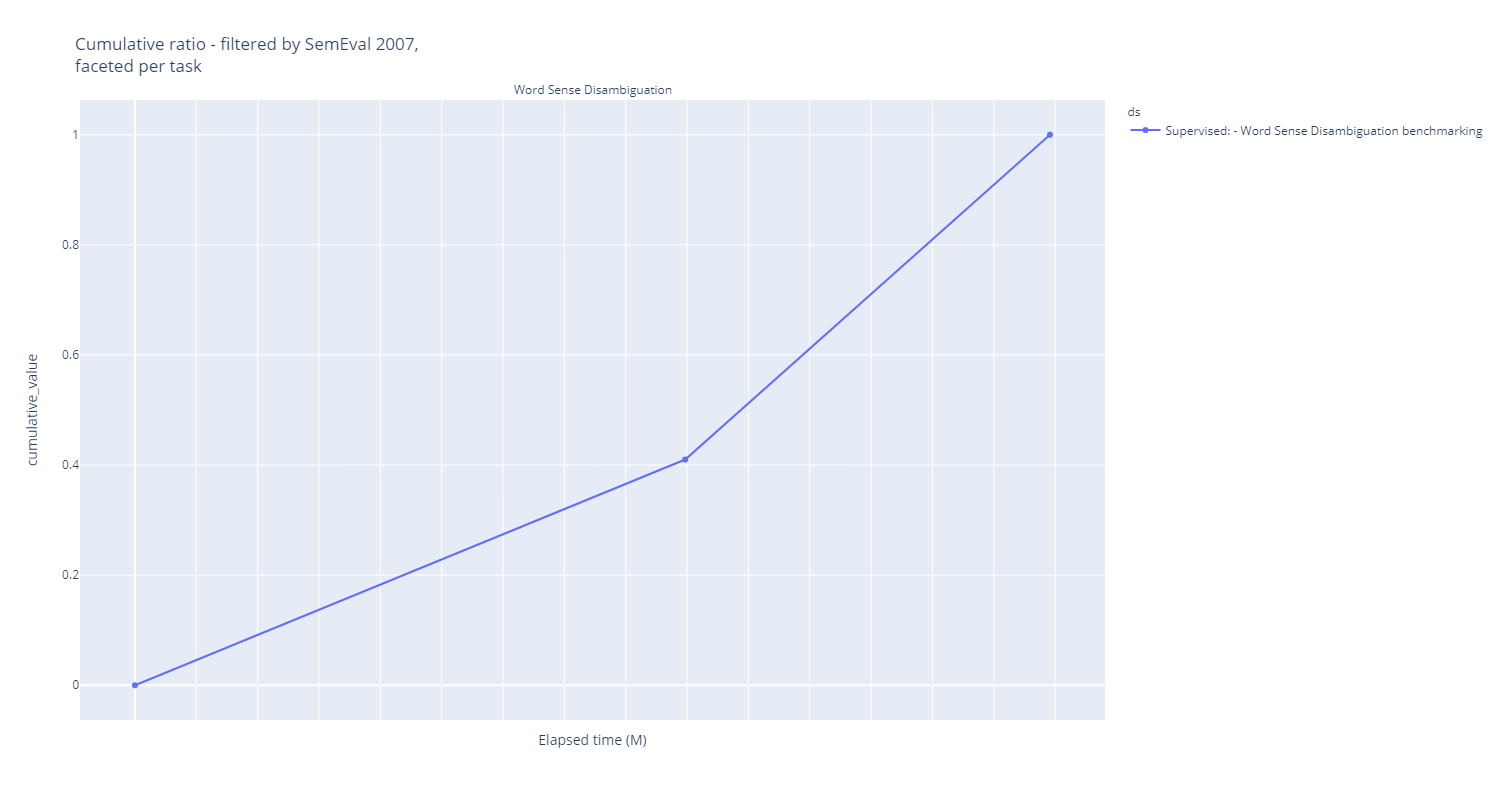 Cumulative ratio - filtered by SemEval 2007,
faceted per task
Word Sense Disambiguation
ds
Supervised: - Word Sense Disambiguation benchmarking
1
0.8
0.6
0.4
0.2
0
cumulative_value
Elapsed time (M)